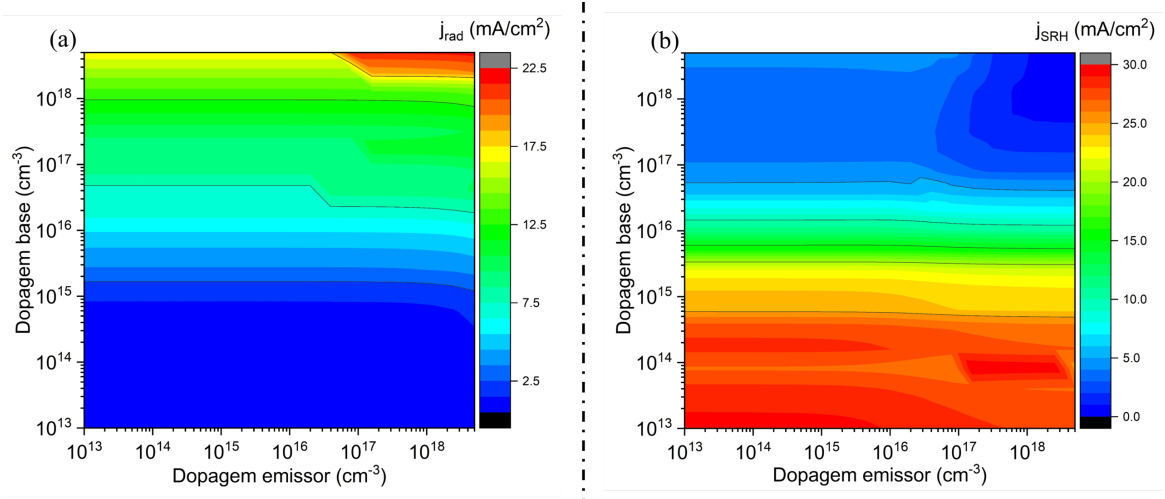 (a)
j_rad (mA/cm²)
22.5
17.5
12.5
7.5
2.5
10¹⁸
10¹⁷
10¹⁶
10¹⁵
10¹⁴
10¹³
Dopagem base (cm⁻³)
10¹³ 10¹⁴ 10¹⁵ 10¹⁶ 10¹⁷ 10¹⁸
Dopagem emissor (cm⁻³)
(b)
j_SRH (mA/cm²)
30.0
25.0
20.0
15.0
10.0
5.0
0.0
10¹⁸
10¹⁷
10¹⁶
10¹⁵
10¹⁴
10¹³
Dopagem base (cm⁻³)
10¹³ 10¹⁴ 10¹⁵ 10¹⁶ 10¹⁷ 10¹⁸
Dopagem emissor (cm⁻³)